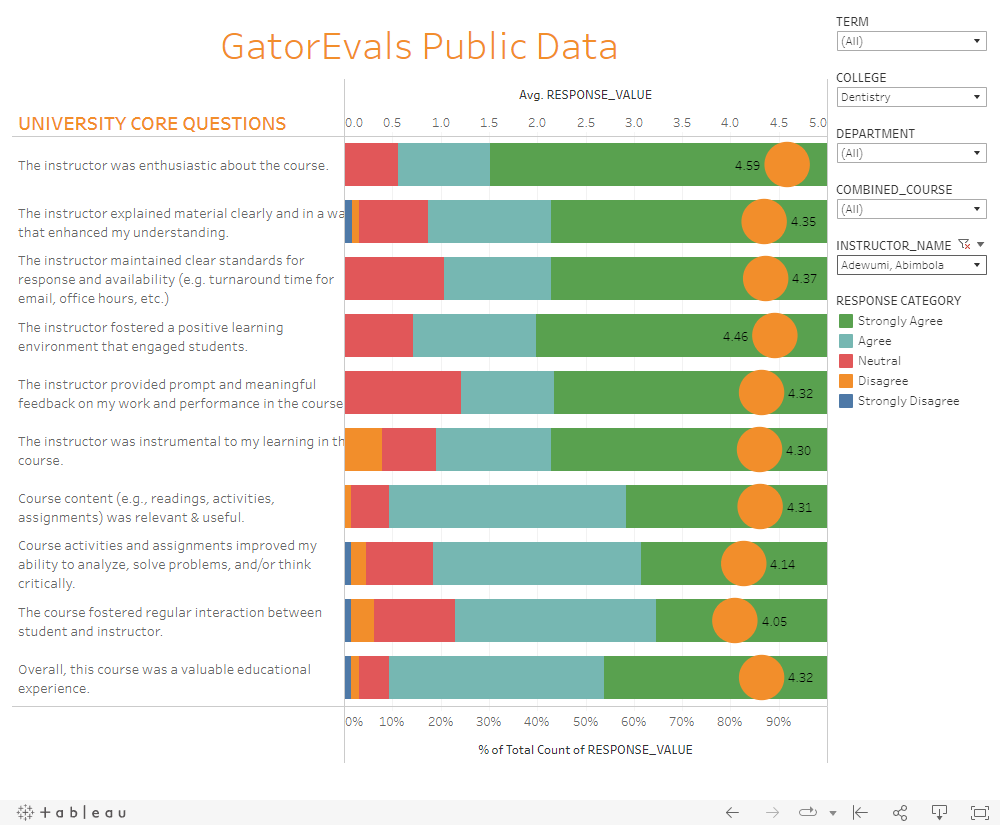 GatorEvals Public Data
TERM
(All)
COLLEGE
Dentistry
DEPARTMENT
(All)
COMBINED_COURSE
(All)
INSTRUCTOR_NAME
Adewumi, Abimbola
RESPONSE CATEGORY
Strongly Agree
Agree
Neutral
Disagree
Strongly Disagree
Avg. RESPONSE_VALUE
UNIVERSITY CORE QUESTIONS
0.0 0.5 1.0 1.5 2.0 2.5 3.0 3.5 4.0 4.5 5.0
The instructor was enthusiastic about the course.
4.59
The instructor explained material clearly and in a wa
that enhanced my understanding.
4.35
The instructor maintained clear standards for
response and availability (e.g. turnaround time for
email, office hours, etc.)
4.37
The instructor fostered a positive learning
environment that engaged students.
4.46
The instructor provided prompt and meaningful
feedback on my work and performance in the course
4.32
The instructor was instrumental to my learning in th
course.
4.30
Course content (e.g., readings, activities,
assignments) was relevant & useful.
4.31
Course activities and assignments improved my
ability to analyze, solve problems, and/or think
critically.
4.14
The course fostered regular interaction between
student and instructor.
4.05
Overall, this course was a valuable educational
experience.
4.32
0% 10% 20% 30% 40% 50% 60% 70% 80% 90%
% of Total Count of RESPONSE_VALUE
+ableau